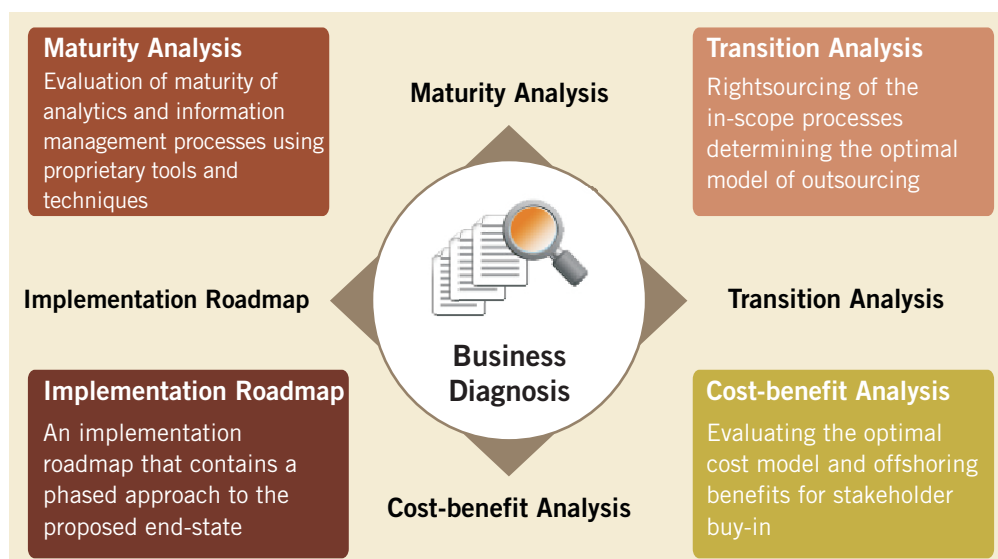 Maturity Analysis
Evaluation of maturity of
analytics and information
management processes using
proprietary tools and
techniques
Maturity Analysis
Transition Analysis
Rightsourcing of the
in-scope processes
determining the optimal
model of outsourcing
Implementation Roadmap
Business
Diagnosis
Transition Analysis
Implementation Roadmap
An implementation
roadmap that contains a
phased approach to the
proposed end-state
Cost-benefit Analysis
Cost-benefit Analysis
Evaluating the optimal
cost model and offshoring
benefits for stakeholder
buy-in